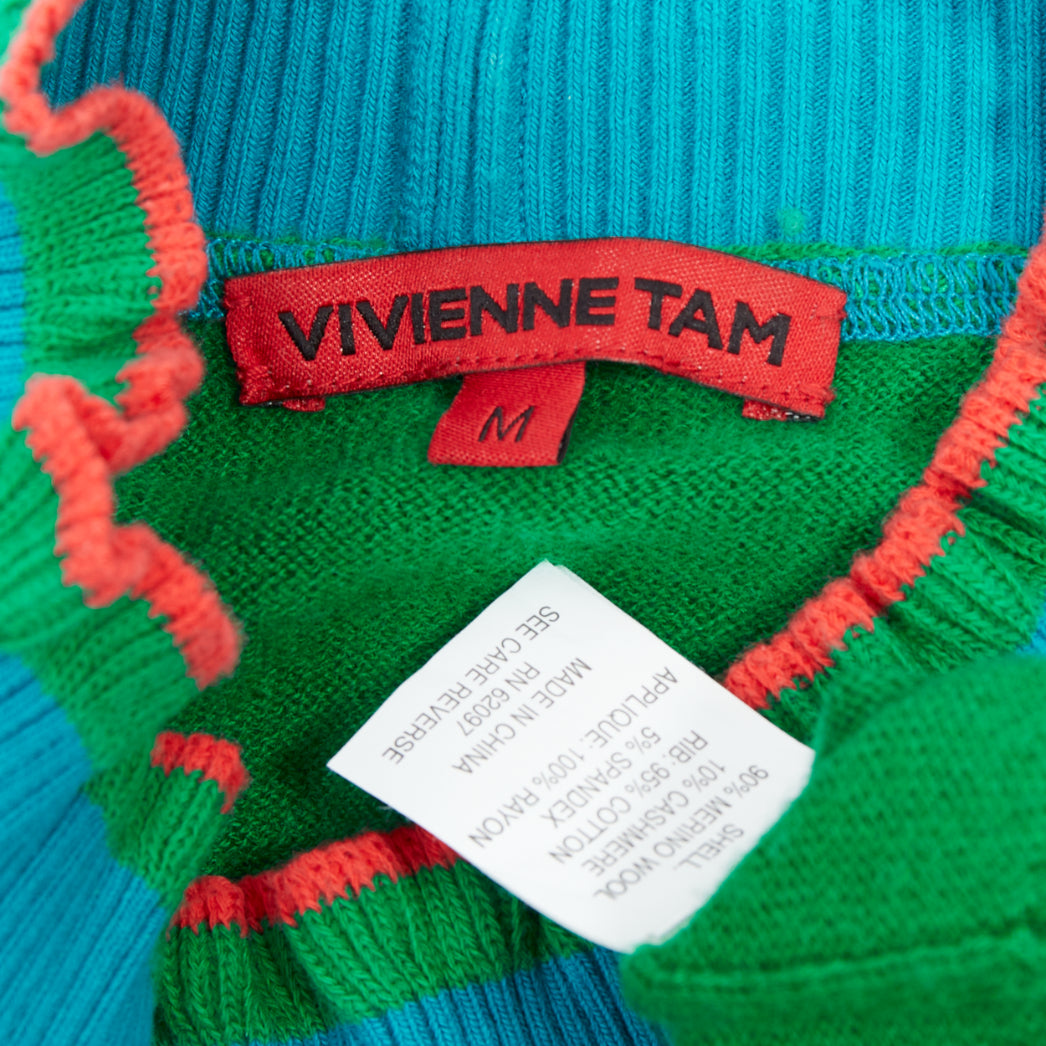 VIVIENNE TAM
M
SHELL
90% MERINO WOOL
10% CASHMERE
RIB: 95% COTTON
5% SPANDEX
APPLIQUE: 100% RAYON
MADE IN CHINA
RN 62097
SEE CARE REVERSE